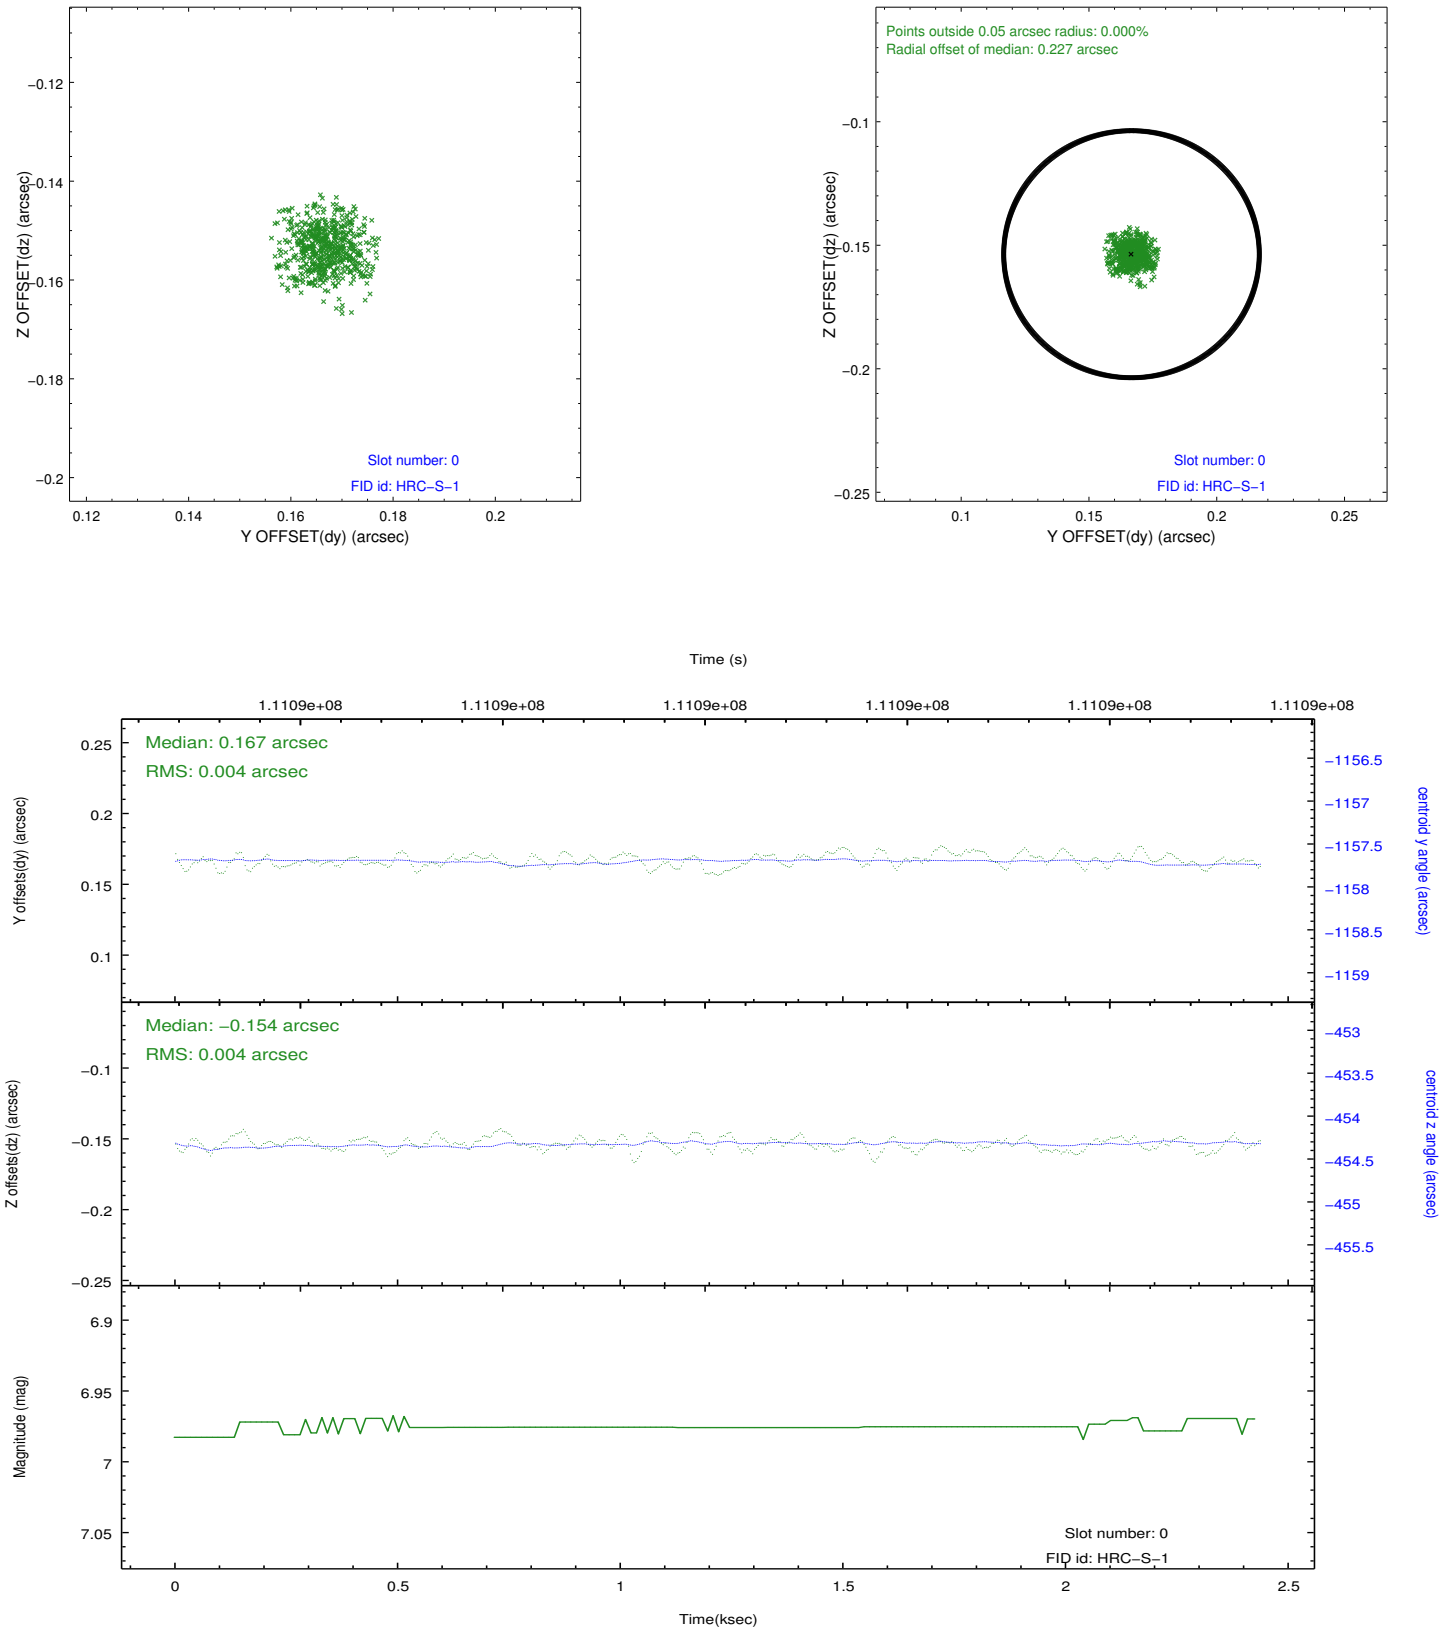 −0.12
−0.14
−0.16
−0.18
−0.2
Z OFFSET(dz) (arcsec)
Slot number: 0
FID id: HRC−S−1
0.12 0.14 0.16 0.18 0.2
Y OFFSET(dy) (arcsec)
Points outside 0.05 arcsec radius: 0.000%
Radial offset of median: 0.227 arcsec
−0.1
−0.15
−0.2
−0.25
Z OFFSET(dz) (arcsec)
Slot number: 0
FID id: HRC−S−1
0.1 0.15 0.2 0.25
Y OFFSET(dy) (arcsec)
Time (s)
1.1109e+08 1.1109e+08 1.1109e+08 1.1109e+08 1.1109e+08 1.1109e+08
Median: 0.167 arcsec
RMS: 0.004 arcsec
0.25
0.2
0.15
0.1
Y offsets(dy) (arcsec)
−1156.5
−1157
−1157.5
−1158
−1158.5
−1159
centroid y angle (arcsec)
Median: −0.154 arcsec
RMS: 0.004 arcsec
−0.1
−0.15
−0.2
−0.25
Z offsets(dz) (arcsec)
−453
−453.5
−454
−454.5
−455
−455.5
centroid z angle (arcsec)
6.9
6.95
7
7.05
Magnitude (mag)
Slot number: 0
FID id: HRC−S−1
0 0.5 1 1.5 2 2.5
Time(ksec)